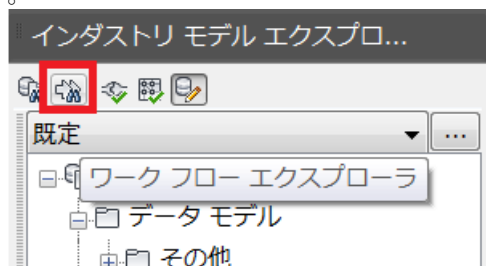 インダストリ モデル エクスプロ...
既定
...
ワーク フロー エクスプローラ
データ モデル
その他